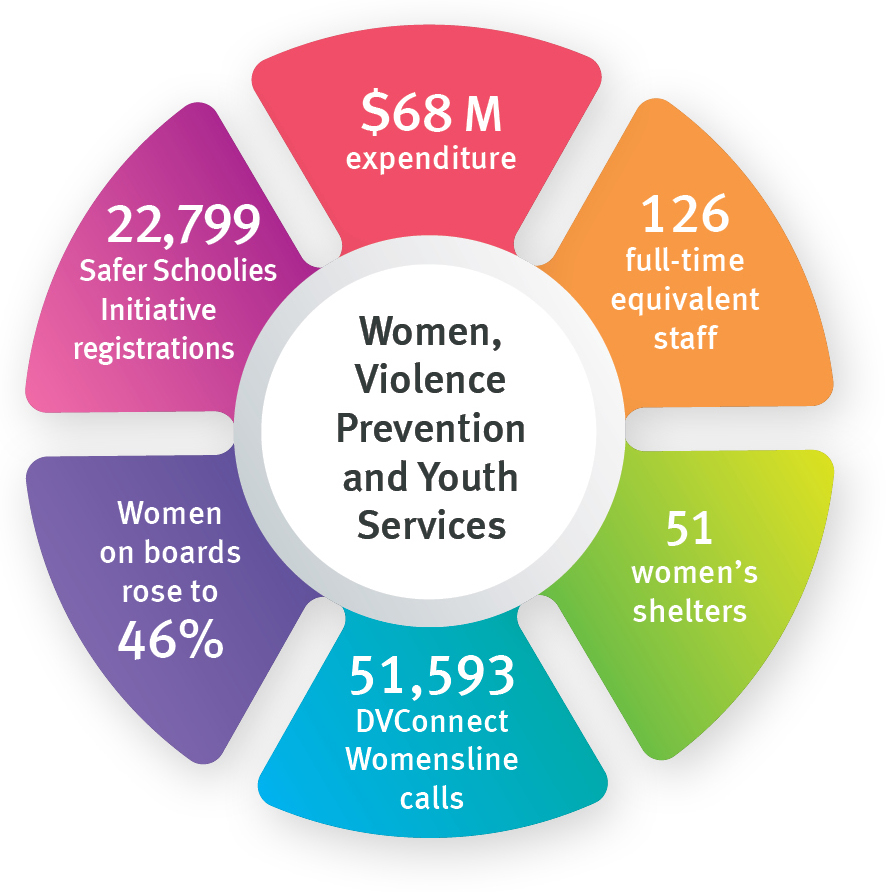 $68 M
expenditure
126
full-time
equivalent
staff
51
women’s
shelters
51,593
DVConnect
Womensline
calls
Women
on boards
rose to
46%
22,799
Safer Schoolies
Initiative
registrations
Women,
Violence
Prevention
and Youth
Services